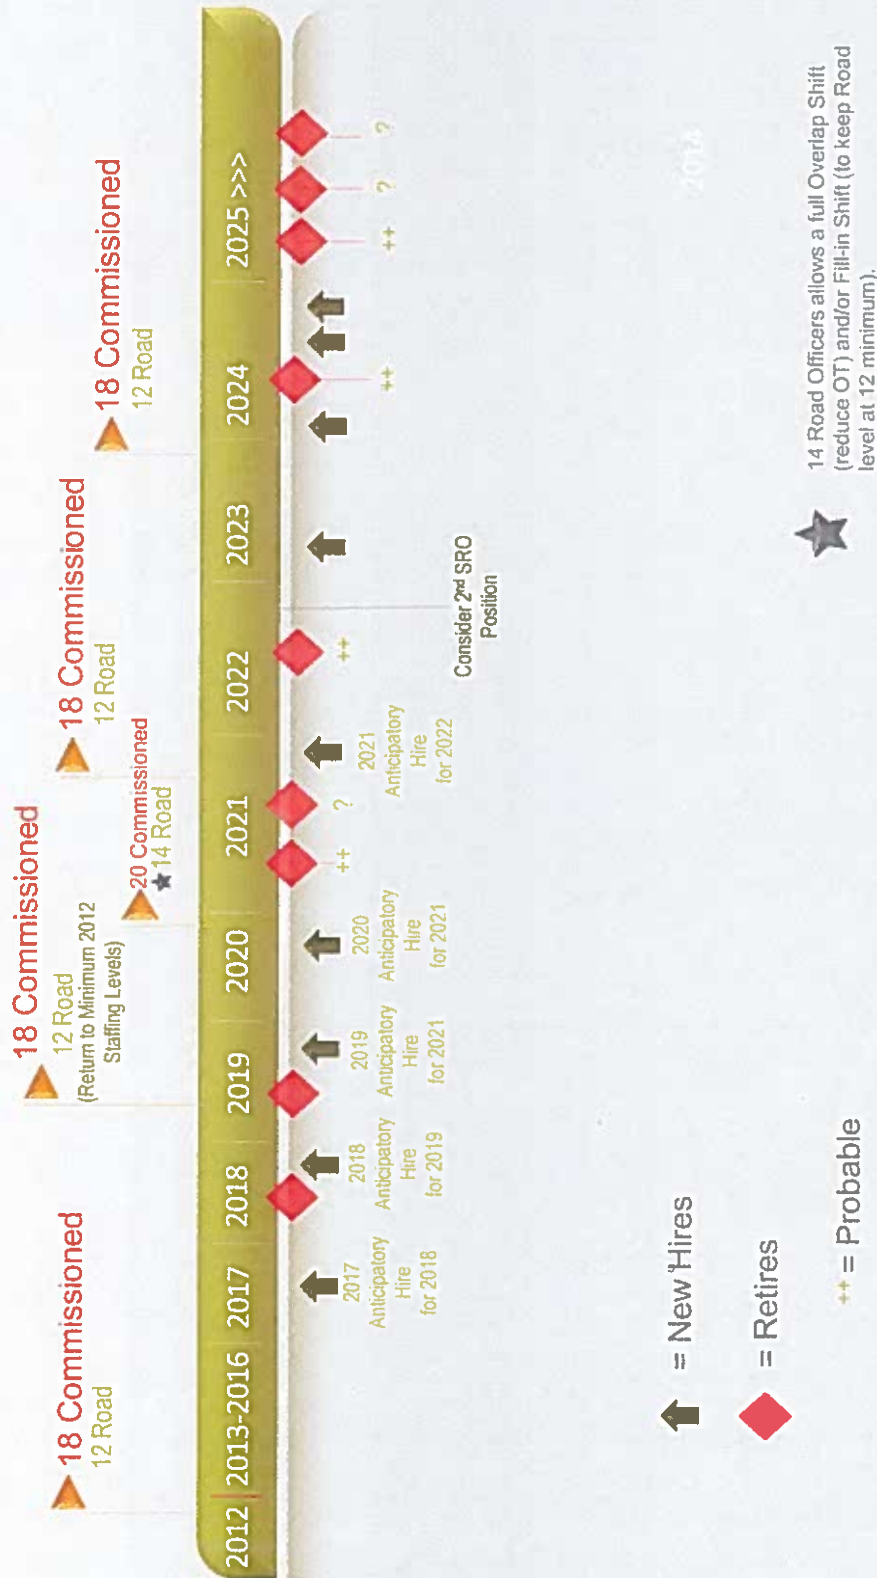 18 Commissioned
12 Road
18 Commissioned
12 Road
(Return to Minimum 2012
Staffing Levels)
20 Commissioned
14 Road
18 Commissioned
12 Road
18 Commissioned
12 Road
2012
2013-2016
2017
2018
2019
2020
2021
2022
2023
2024
2025 >>>
2017
Anticipatory
Hire
for 2018
2018
Anticipatory
Hire
for 2019
2019
Anticipatory
Hire
for 2021
2020
Anticipatory
Hire
for 2021
++
?
2021
Anticipatory
Hire
for 2022
++
Consider 2nd SRO
Position
++
++
?
?
= New Hires
= Retires
++ = Probable
2014
14 Road Officers allows a full Overlap Shift
(reduce OT) and/or Fill-in Shift (to keep Road
level at 12 minimum).